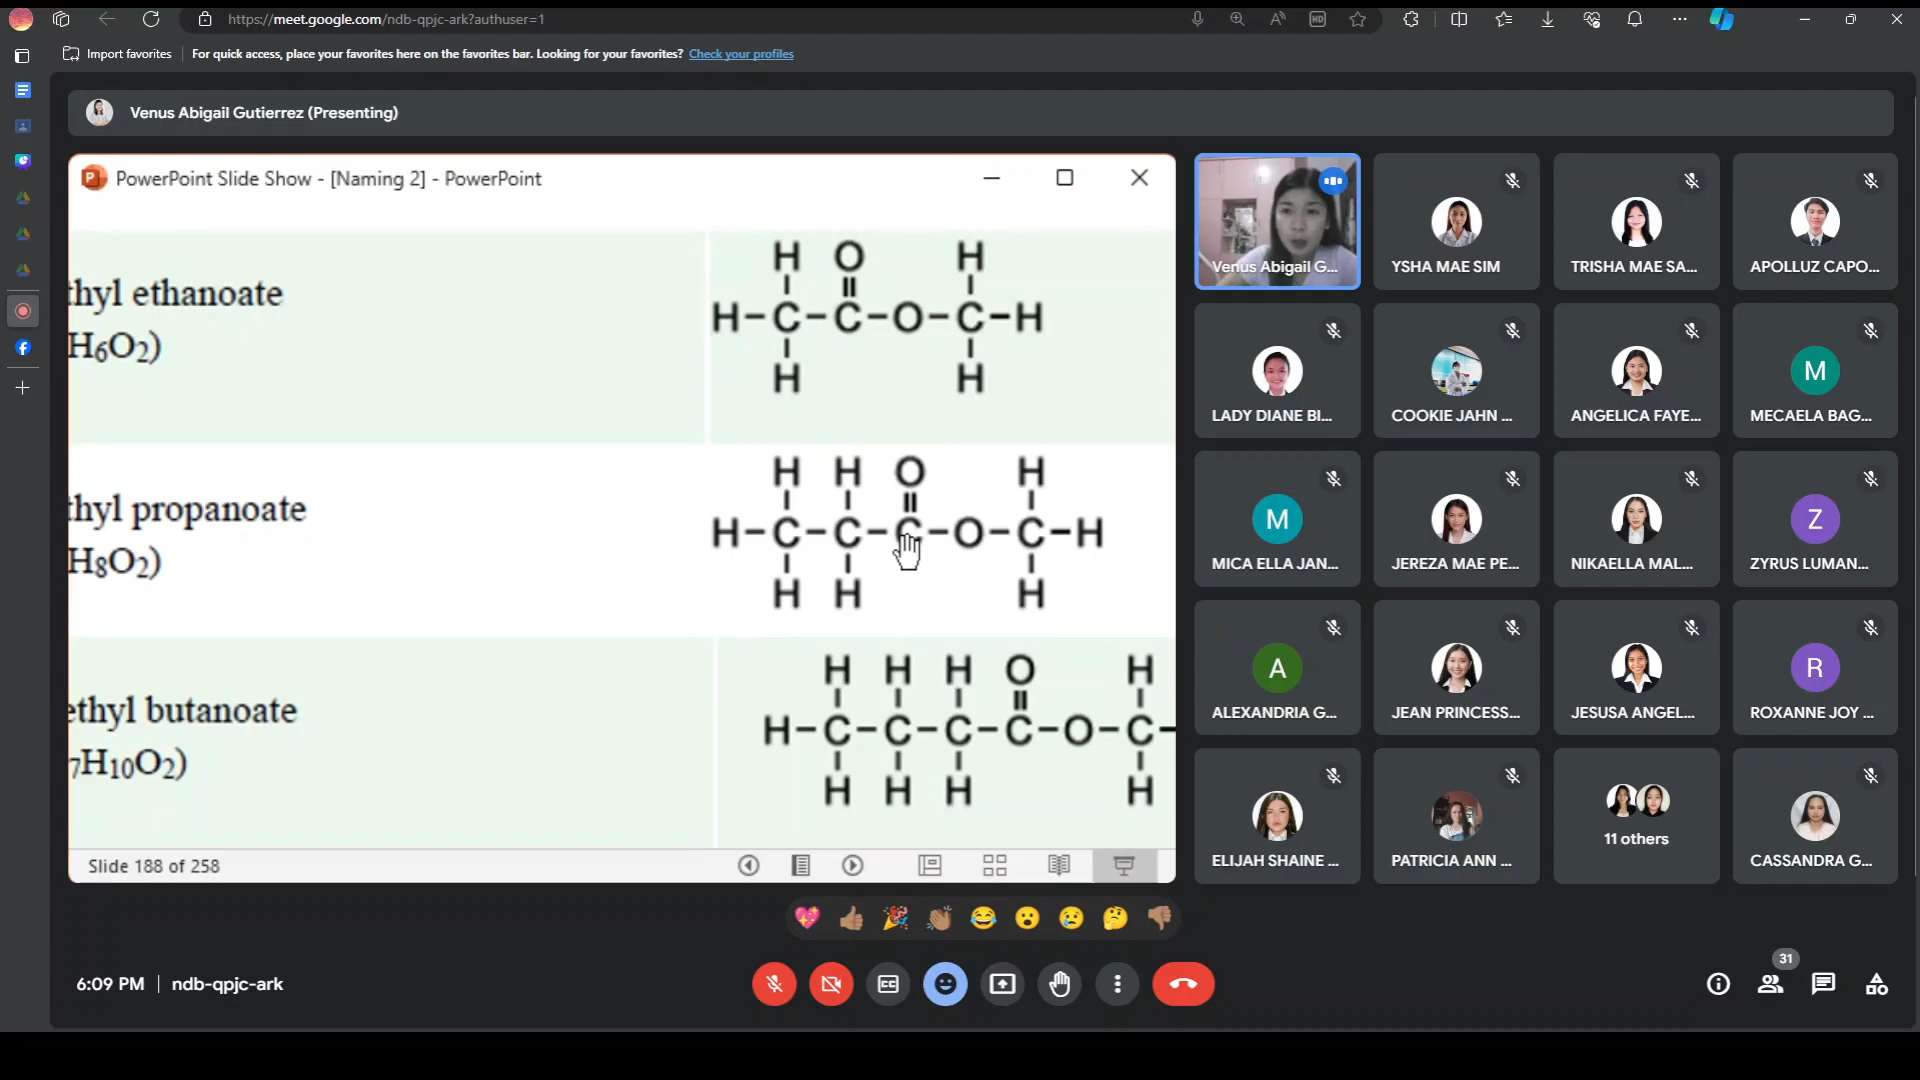 https://meet.google.com/ndb-qpjc-ark?authuser=1
Import favorites
For quick access, place your favorites here on the favorites bar. Looking for your favorites? Check your profiles
Venus Abigail Gutierrez (Presenting)
PowerPoint Slide Show - [Naming 2] - PowerPoint
thyl ethanoate
H6O2)
H O H
H-C-C-O-C-H
H H
thyl propanoate
H8O2)
H H O H
H-C-C-C-O-C-H
H H H
ethyl butanoate
7H10O2)
H H H O H
H-C-C-C-C-O-C-
H H H H
Slide 188 of 258
Venus Abigail G...
YSHA MAE SIM
TRISHA MAE SA...
APOLLUZ CAPO...
LADY DIANE BI...
COOKIE JAHN ...
ANGELICA FAYE...
M
MECAELA BAG...
M
MICA ELLA JAN...
JEREZA MAE PE...
NIKAELLA MAL...
Z
ZYRUS LUMAN...
A
ALEXANDRIA G...
JEAN PRINCESS...
JESUSA ANGEL...
R
ROXANNE JOY ...
ELIJAH SHAINE ...
PATRICIA ANN ...
11 others
CASSANDRA G...
6:09 PM | ndb-qpjc-ark
31